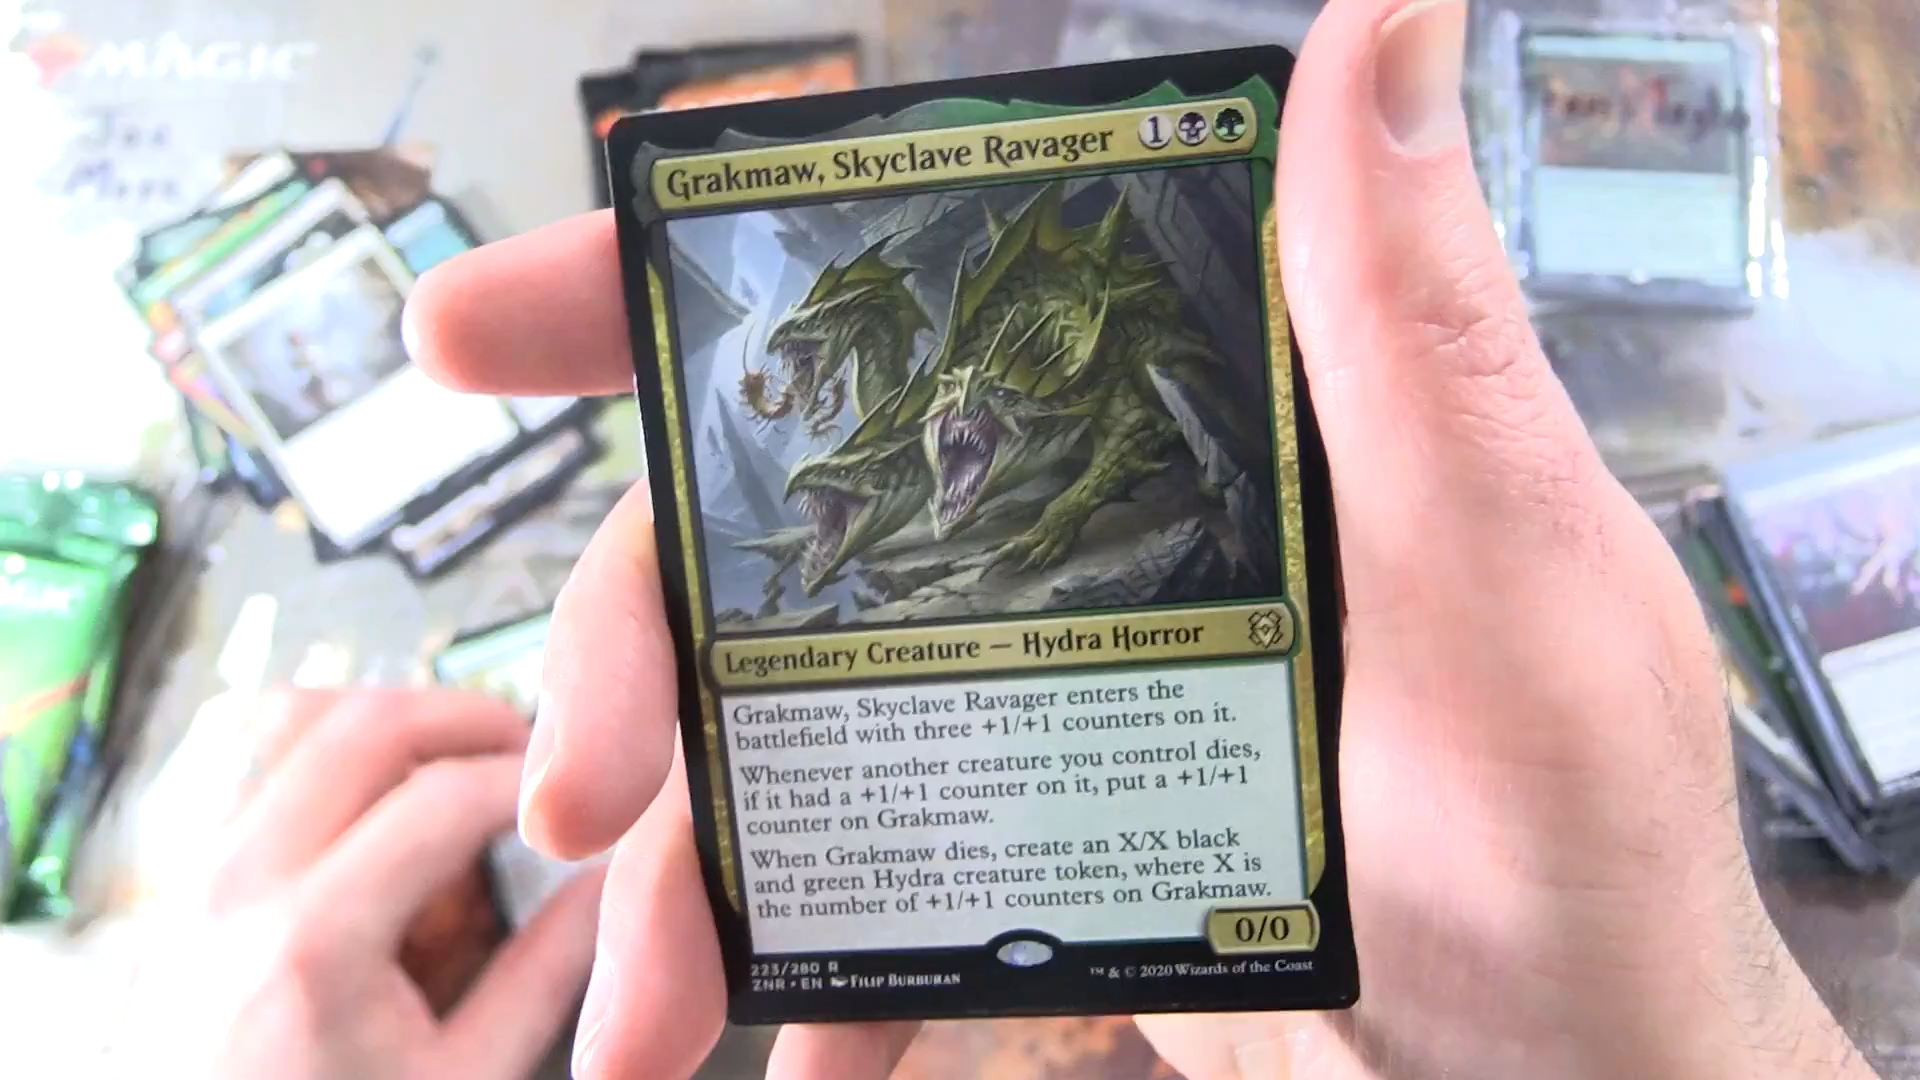 MAGIC
Grakmaw, Skyclave Ravager 1
Legendary Creature — Hydra Horror
Grakmaw, Skyclave Ravager enters the
battlefield with three +1/+1 counters on it.
Whenever another creature you control dies,
if it had a +1/+1 counter on it, put a +1/+1
counter on Grakmaw.
When Grakmaw dies, create an X/X black
and green Hydra creature token, where X is
the number of +1/+1 counters on Grakmaw.
0/0
223/280 R
ZNR • EN Filip Burburan
™ & © 2020 Wizards of the Coast